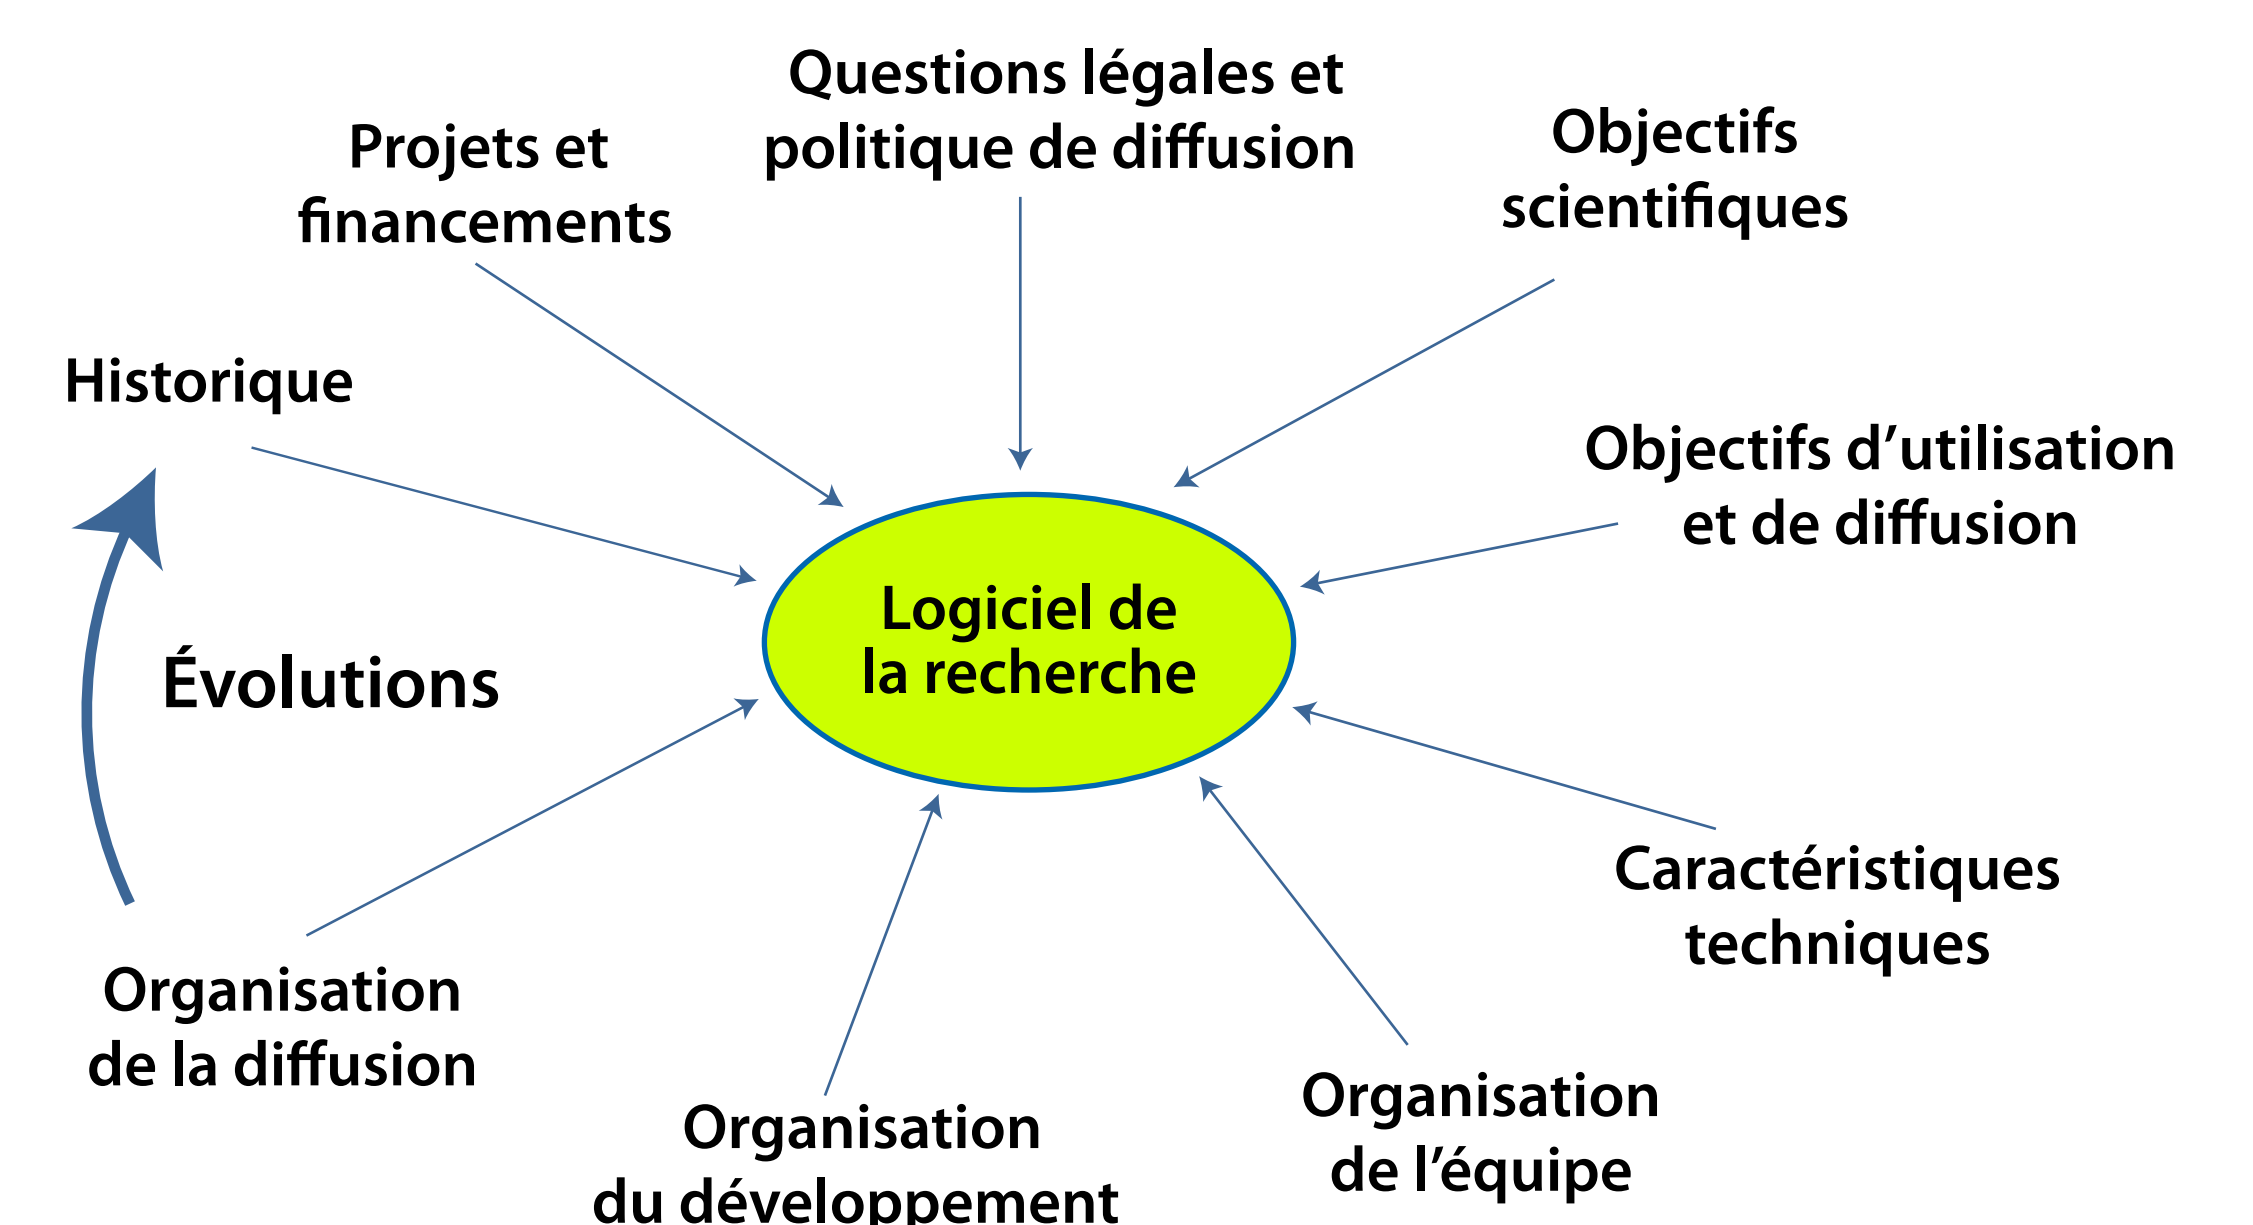 Questions légales et
politique de diffusion
Projets et
financements
Objectifs
scientifiques
Historique
Objectifs d’utilisation
et de diffusion
Logiciel de
la recherche
Évolutions
Caractéristiques
techniques
Organisation
de la diffusion
Organisation
du développement
Organisation
de l’équipe